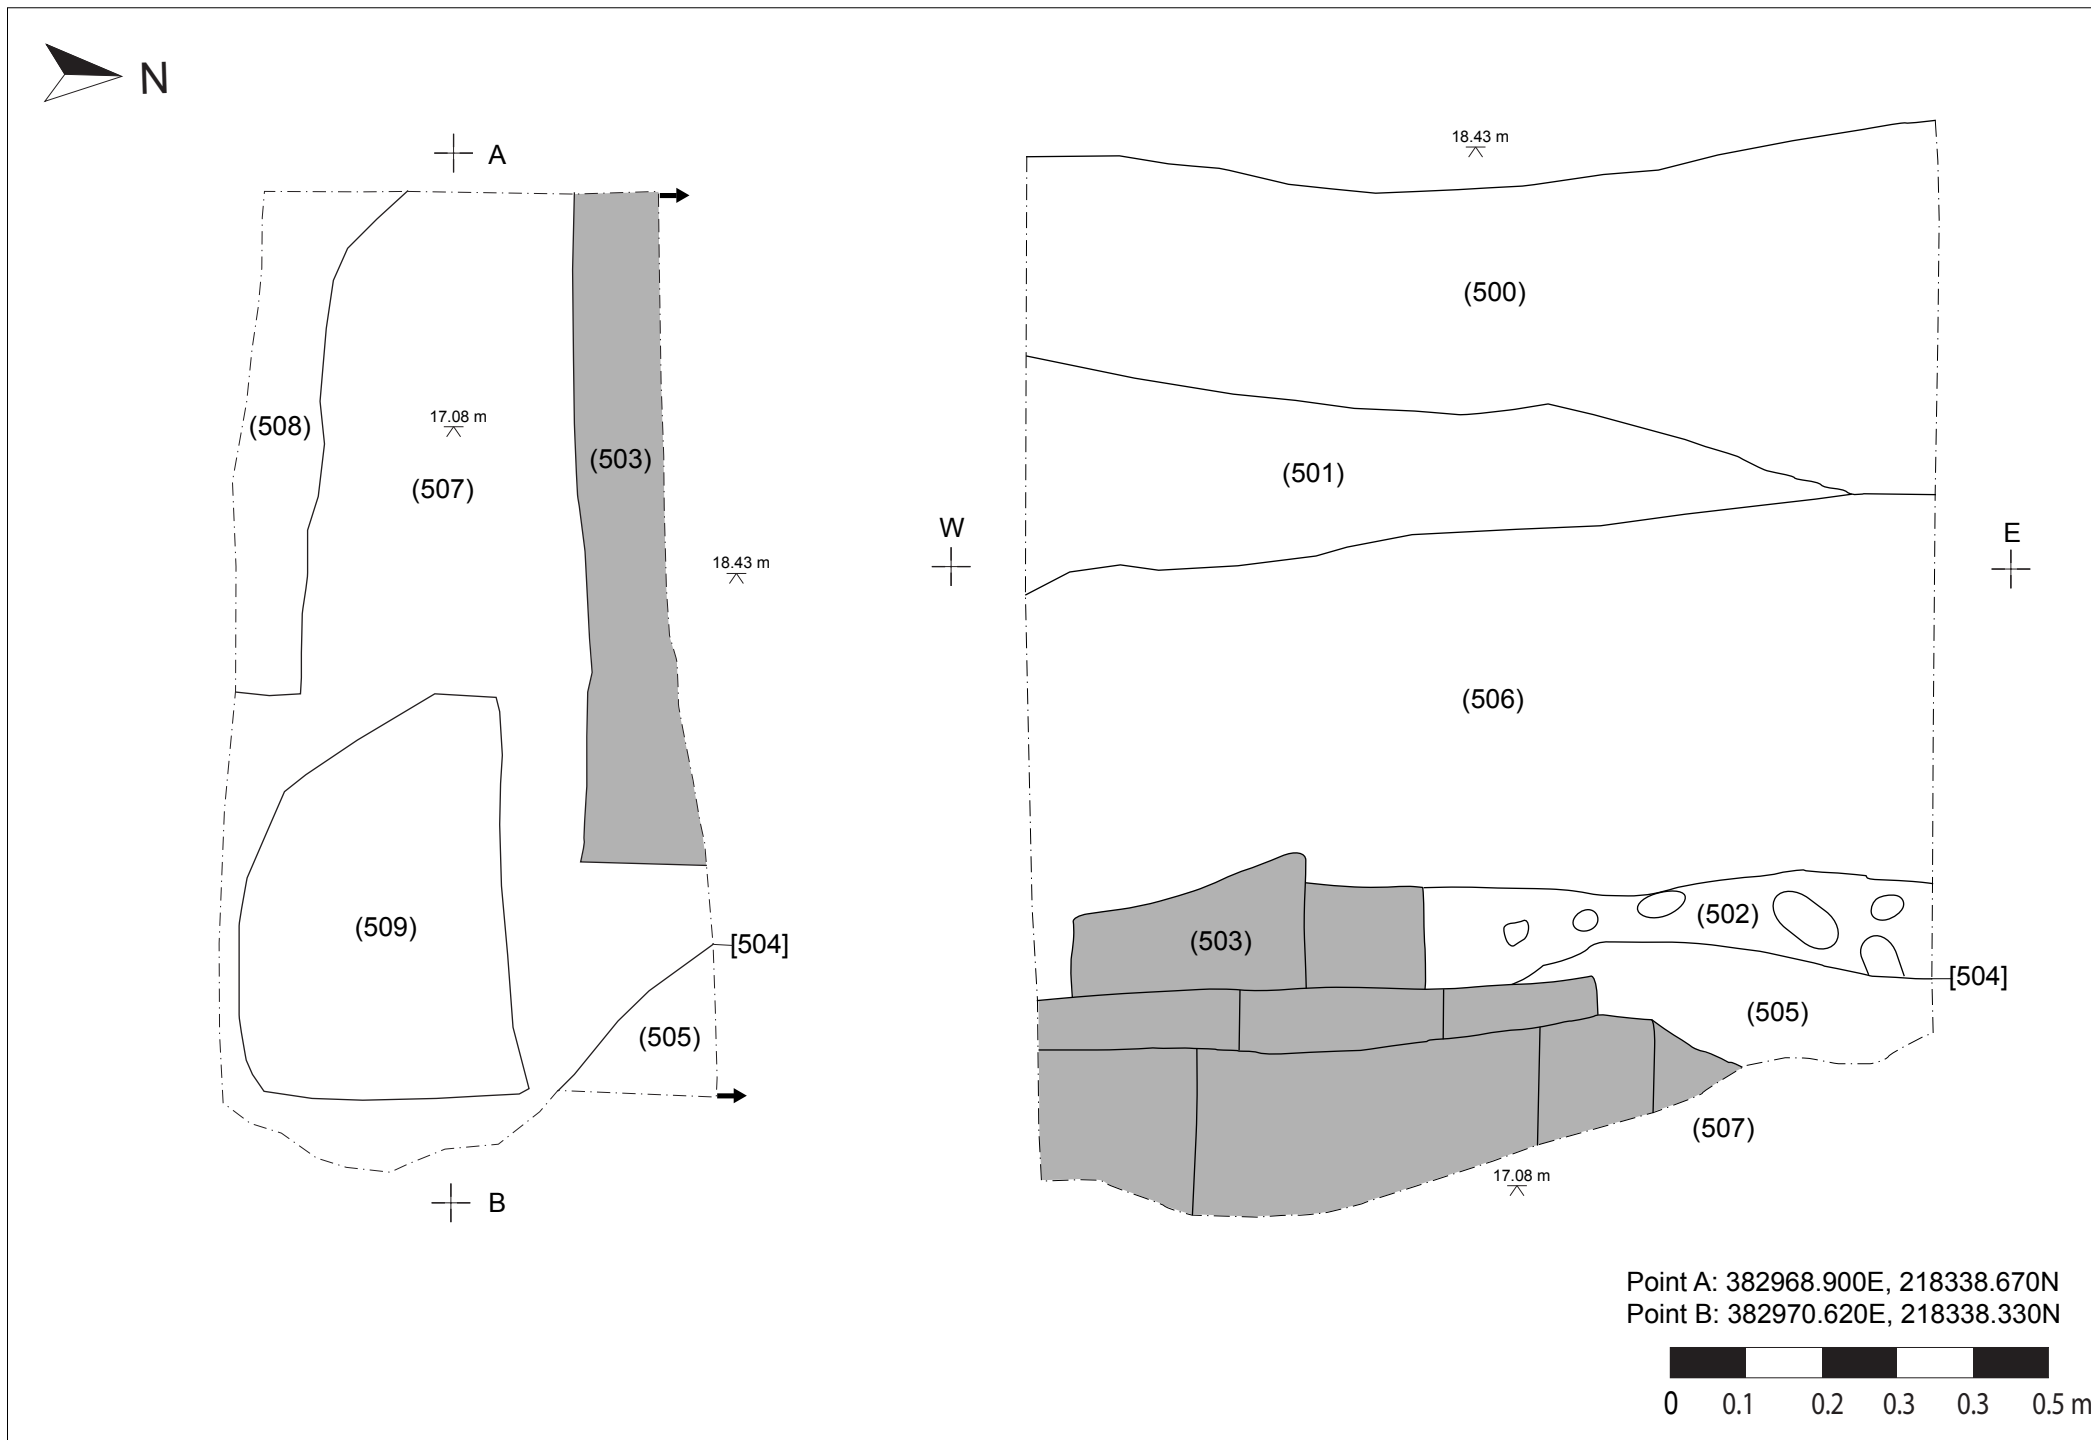 N
A
18.43 m
(500)
(508)
17.08 m
(503)
(507)
(501)
W
E
18.43 m
(506)
(509)
(503)
(502)
[504]
[504]
(505)
(505)
(507)
17.08 m
B
Point A: 382968.900E, 218338.670N
Point B: 382970.620E, 218338.330N
0 0.1 0.2 0.3 0.3 0.5 m